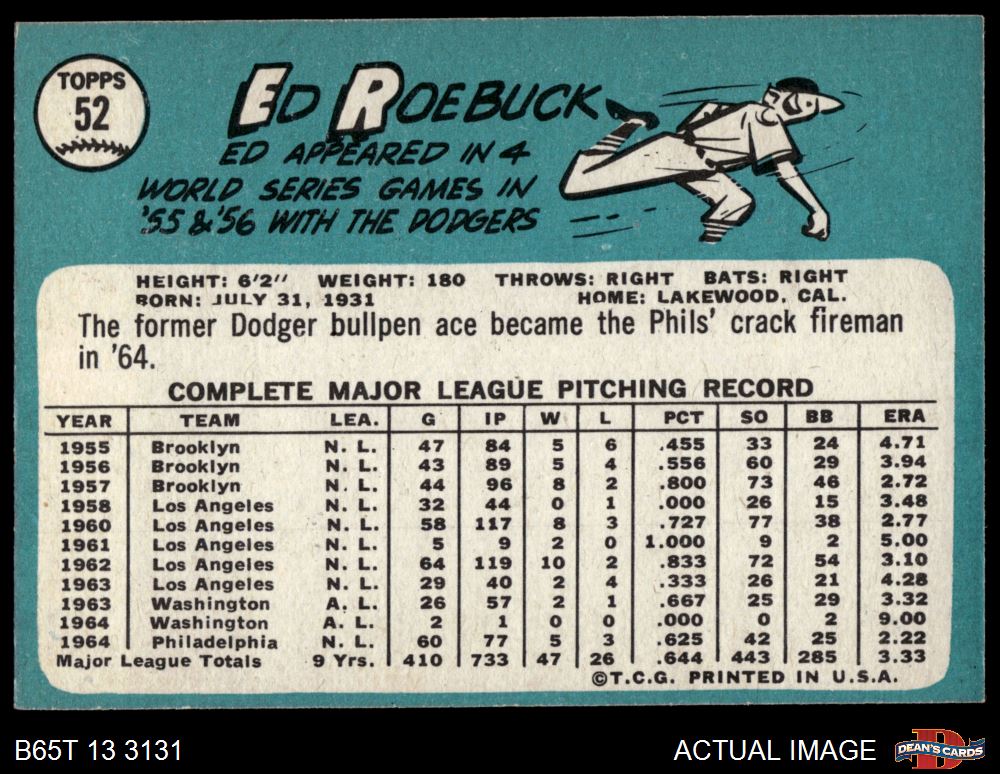 TOPPS
52
ED ROEBUCK
ED APPEARED IN 4
WORLD SERIES GAMES IN
'55 & '56 WITH THE DODGERS
HEIGHT: 6'2" WEIGHT: 180 THROWS: RIGHT BATS: RIGHT
BORN: JULY 31, 1931 HOME: LAKEWOOD, CAL.
The former Dodger bullpen ace became the Phils' crack fireman
in '64.
COMPLETE MAJOR LEAGUE PITCHING RECORD
YEAR TEAM LEA. G IP W L PCT SO BB ERA
1955 Brooklyn N. L. 47 84 5 6 .455 33 24 4.71
1956 Brooklyn N. L. 43 89 5 4 .556 60 29 3.94
1957 Brooklyn N. L. 44 96 8 2 .800 73 46 2.72
1958 Los Angeles N. L. 32 44 0 1 .000 26 15 3.48
1960 Los Angeles N. L. 58 117 8 3 .727 77 38 2.77
1961 Los Angeles N. L. 5 9 2 0 1.000 9 2 5.00
1962 Los Angeles N. L. 64 119 10 2 .833 72 54 3.10
1963 Los Angeles N. L. 29 40 2 4 .333 26 21 4.28
1963 Washington A. L. 26 57 2 1 .667 25 29 3.32
1964 Washington A. L. 2 1 0 0 .000 0 2 9.00
1964 Philadelphia N. L. 60 77 5 3 .625 42 25 2.22
Major League Totals 9 Yrs. 410 733 47 26 .644 443 285 3.33
©T.C.G. PRINTED IN U.S.A.
B65T 13 3131 ACTUAL IMAGE D DEAN'S CARDS